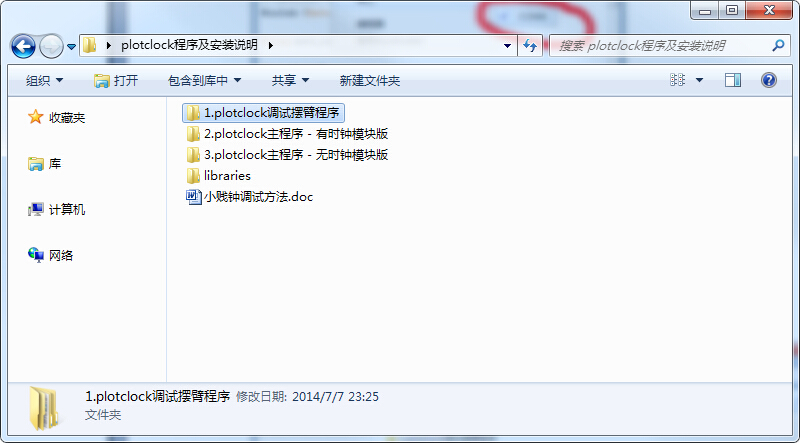 plotclock程序及安装说明
搜索 plotclock程序及安装说明
组织 打开 包含到库中 共享 新建文件夹
收藏夹
库
计算机
网络
1.plotclock调试摆臂程序
2.plotclock主程序 - 有时钟模块版
3.plotclock主程序 - 无时钟模块版
libraries
小贱钟调试方法.doc
1.plotclock调试摆臂程序 修改日期: 2014/7/7 23:25
文件夹